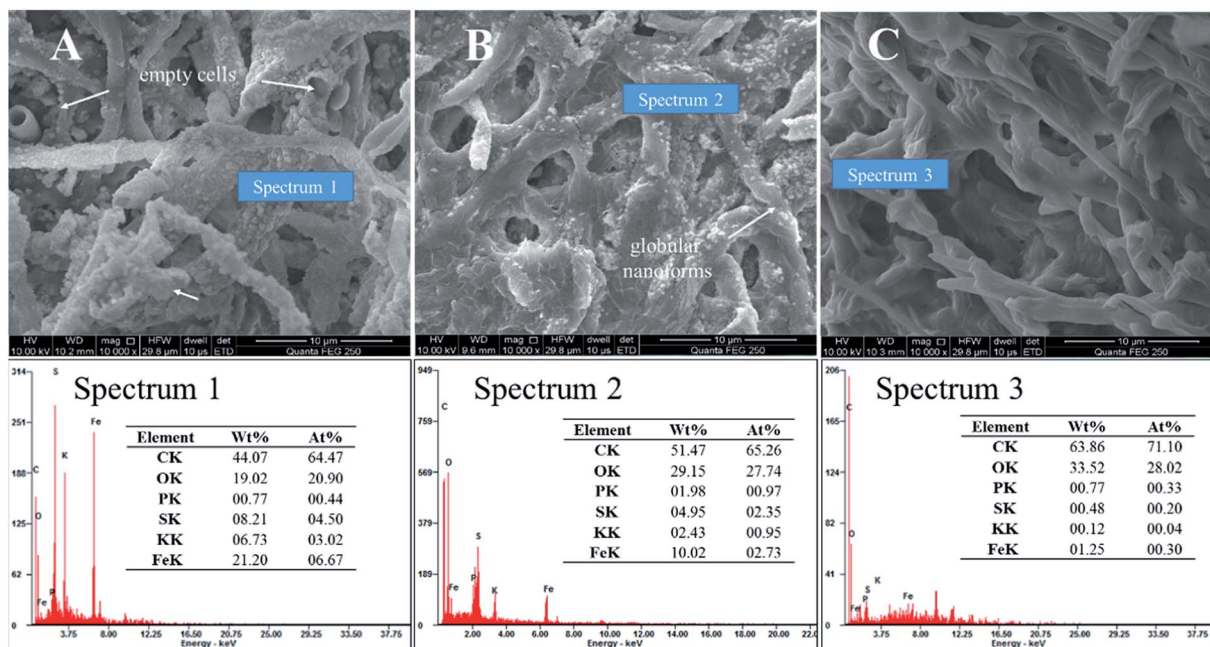 A
empty cells
Spectrum 1
HV WD mag HFW dwell det 10 µm
10.00 kV 10.2 mm 10 000 x 29.8 µm 10 µs ETD Quanta FEG 250
B
Spectrum 2
globular
nanoforms
HV WD mag HFW dwell det 10 µm
10.00 kV 9.6 mm 10 000 x 29.8 µm 10 µs ETD Quanta FEG 250
C
Spectrum 3
HV WD mag HFW dwell det 10 µm
10.00 kV 10.3 mm 10 000 x 29.8 µm 10 µs ETD Quanta FEG 250
Spectrum 1
314
251
188
125
62
C
O
Fe
P
S
K
Fe
Element Wt% At%
CK 44.07 64.47
OK 19.02 20.90
PK 00.77 00.44
SK 08.21 04.50
KK 06.73 03.02
FeK 21.20 06.67
3.75 8.00 12.25 16.50 20.75 25.00 29.25 33.50 37.75
Energy - keV
Spectrum 2
949
759
569
379
189
C
O
Fe
P
S
K
Fe
Element Wt% At%
CK 51.47 65.26
OK 29.15 27.74
PK 01.98 00.97
SK 04.95 02.35
KK 02.43 00.95
FeK 10.02 02.73
2.00 4.00 6.00 8.00 10.00 12.00 14.00 16.00 18.00 20.00 22.0
Energy - keV
Spectrum 3
206
165
124
82
41
C
O
Fe
P
S
K
Fe
Element Wt% At%
CK 63.86 71.10
OK 33.52 28.02
PK 00.77 00.33
SK 00.48 00.20
KK 00.12 00.04
FeK 01.25 00.30
3.75 8.00 12.25 16.50 20.75 25.00 29.25 33.50 37.75
Energy - keV